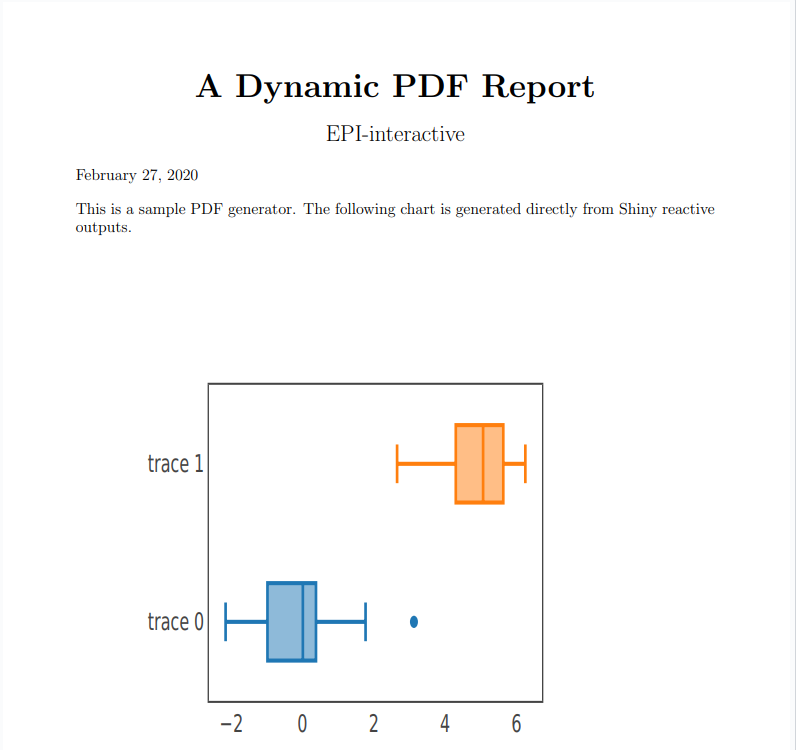 A Dynamic PDF Report
EPI-interactive
February 27, 2020
This is a sample PDF generator. The following chart is generated directly from Shiny reactive
outputs.
trace 1
trace 0
−2 0 2 4 6